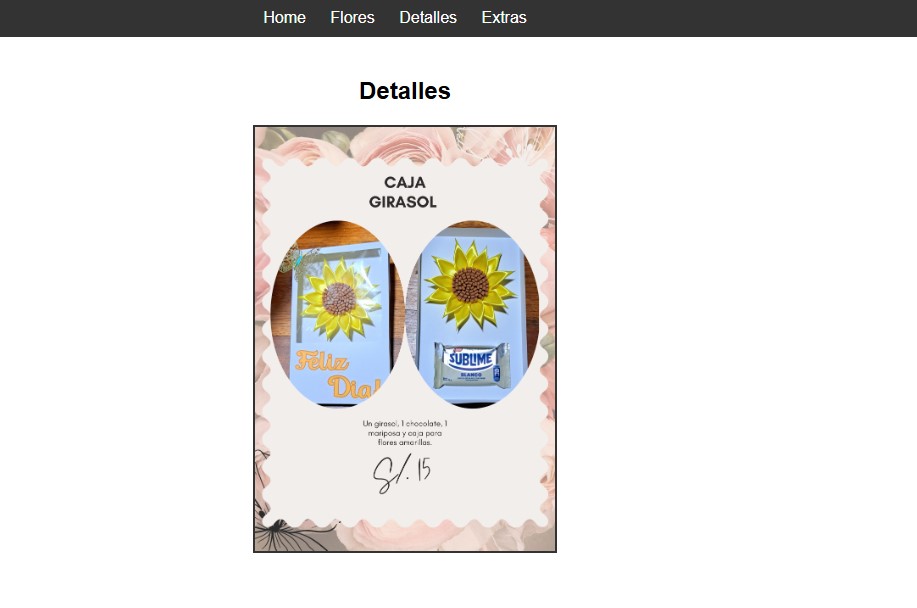 Home Flores Detalles Extras
Detalles
CAJA
GIRASOL
Feliz
Dia!
SUBLIME
BLANCO
Un girasol, 1 chocolate, 1
mariposa y caja para
flores amarillas.
S/. 15